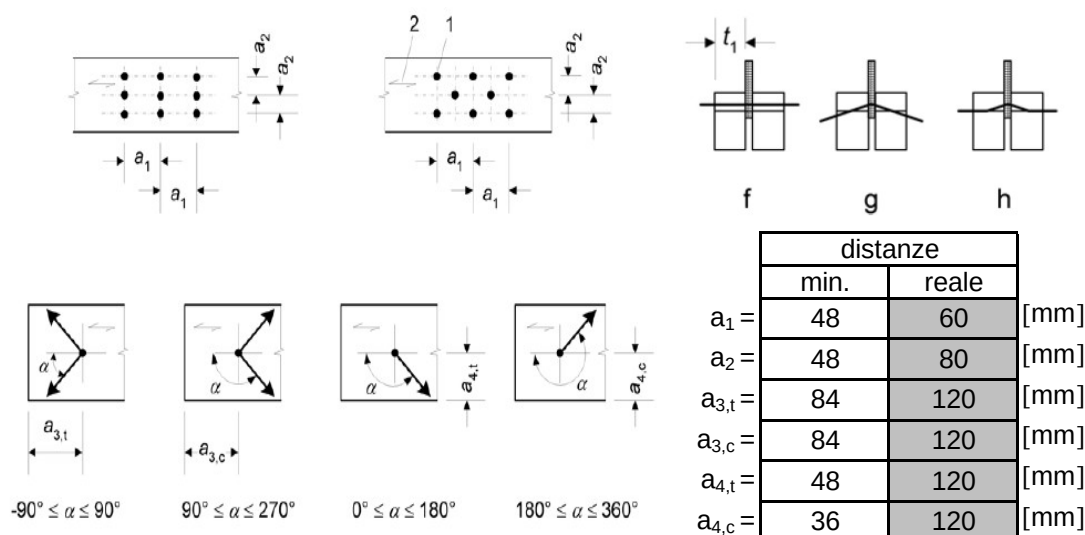 2 1
a₂
a₂
a₁
a₁
2 1
a₂
a₂
a₁
a₁
t₁
f g h
distanze
min. reale
a₁ = 48 60 [mm]
a₂ = 48 80 [mm]
a₃,t = 84 120 [mm]
a₃,c = 84 120 [mm]
a₄,t = 48 120 [mm]
a₄,c = 36 120 [mm]
α
a₃,t
-90° ≤ α ≤ 90°
α
a₃,c
90° ≤ α ≤ 270°
α
a₄,t
0° ≤ α ≤ 180°
α
a₄,c
180° ≤ α ≤ 360°